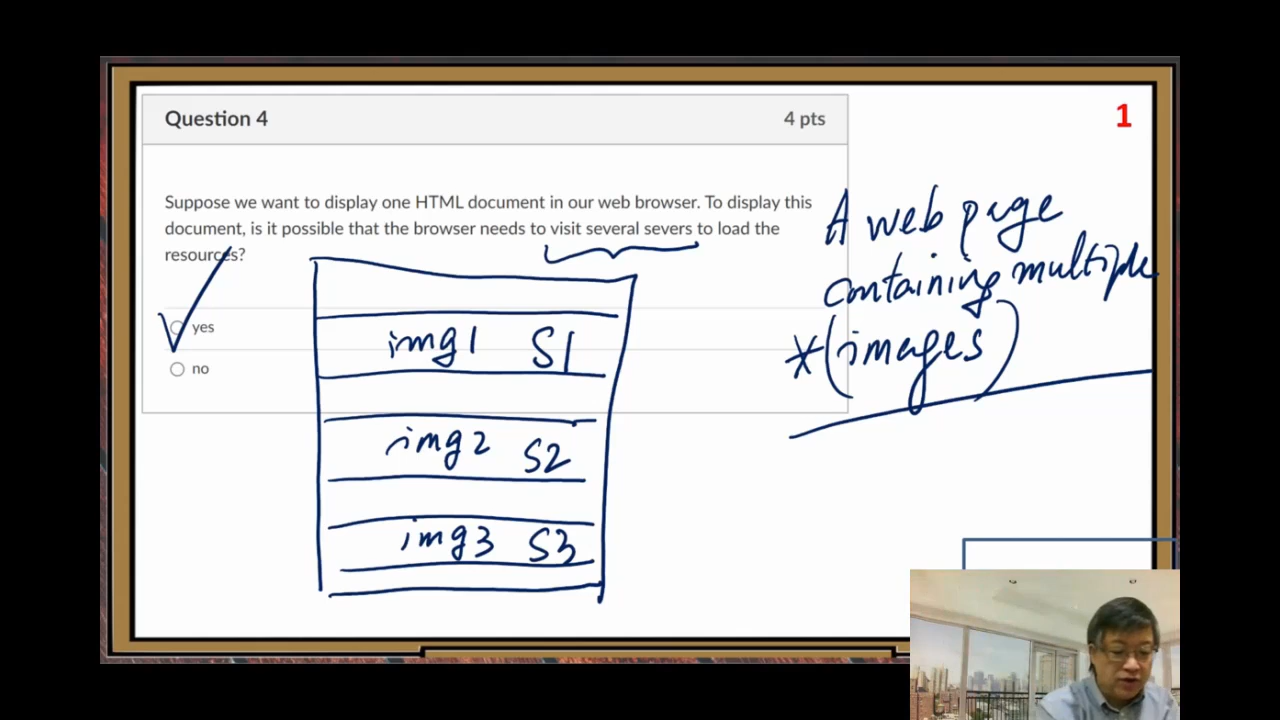 Question 4
4 pts
1
Suppose we want to display one HTML document in our web browser. To display this
document, is it possible that the browser needs to visit several severs to load the
resources?
yes
no
img1 S1
img2 S2
img3 S3
A web page
containing multiple
*(images)